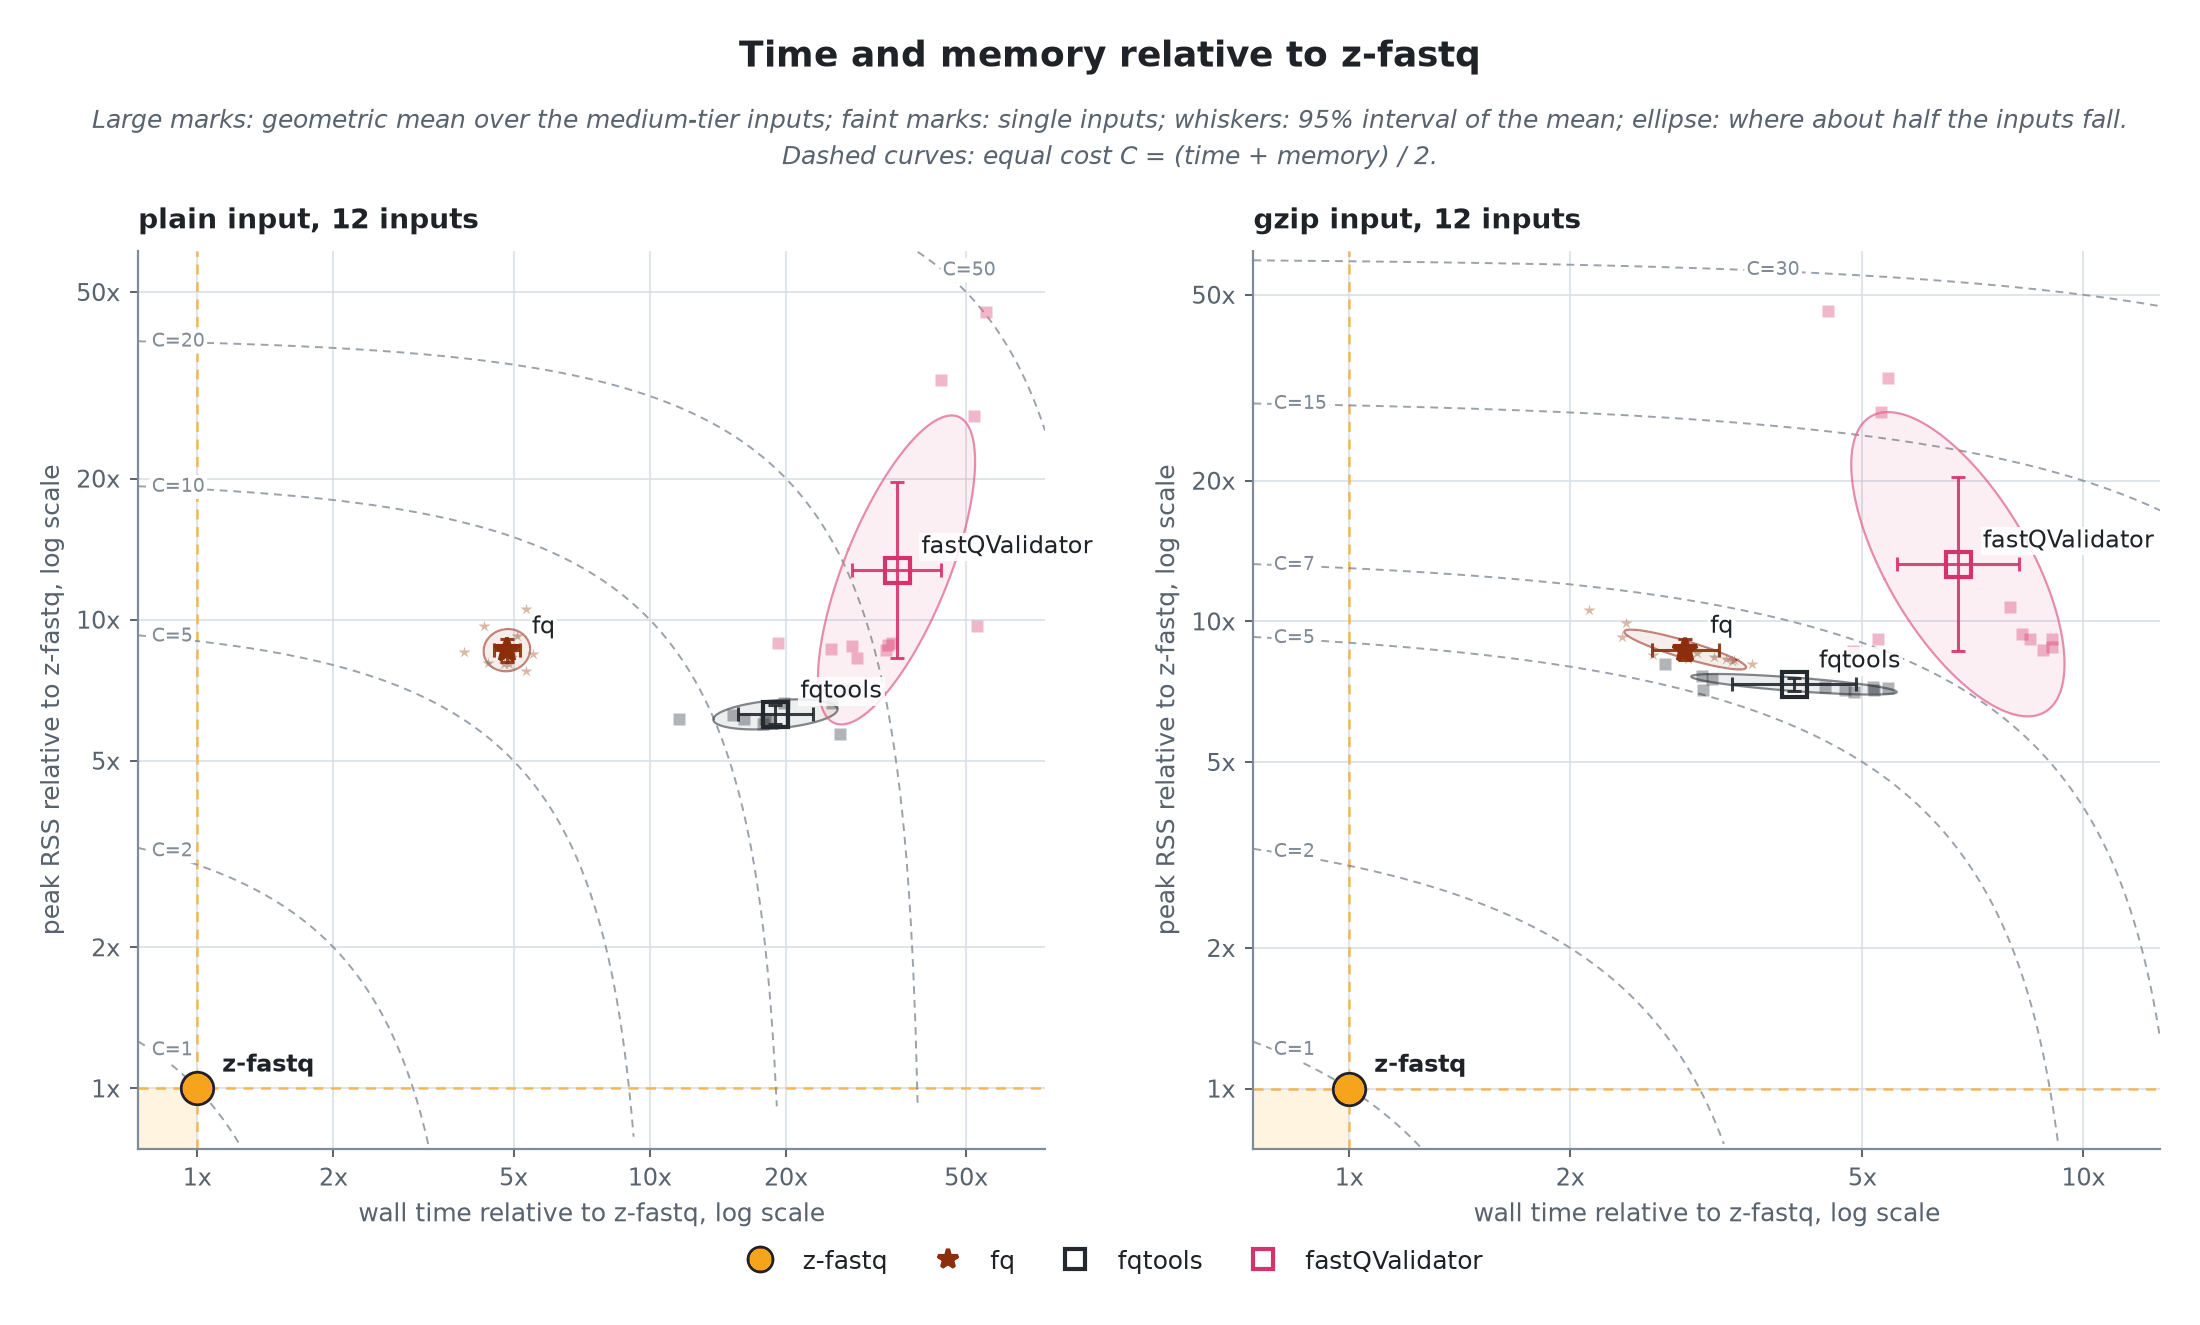 Time and memory relative to z-fastq
Large marks: geometric mean over the medium-tier inputs; faint marks: single inputs; whiskers: 95% interval of the mean; ellipse: where about half the inputs fall.
Dashed curves: equal cost C = (time + memory) / 2.
plain input, 12 inputs
peak RSS relative to z-fastq, log scale
50x
20x
10x
5x
2x
1x
C=50
C=20
C=10
C=5
C=2
C=1
fastQValidator
fq
fqtools
z-fastq
1x
2x
5x
10x
20x
50x
wall time relative to z-fastq, log scale
gzip input, 12 inputs
peak RSS relative to z-fastq, log scale
50x
20x
10x
5x
2x
1x
C=30
C=15
C=7
C=5
C=2
C=1
fastQValidator
fq
fqtools
z-fastq
1x
2x
5x
10x
wall time relative to z-fastq, log scale
z-fastq
fq
fqtools
fastQValidator